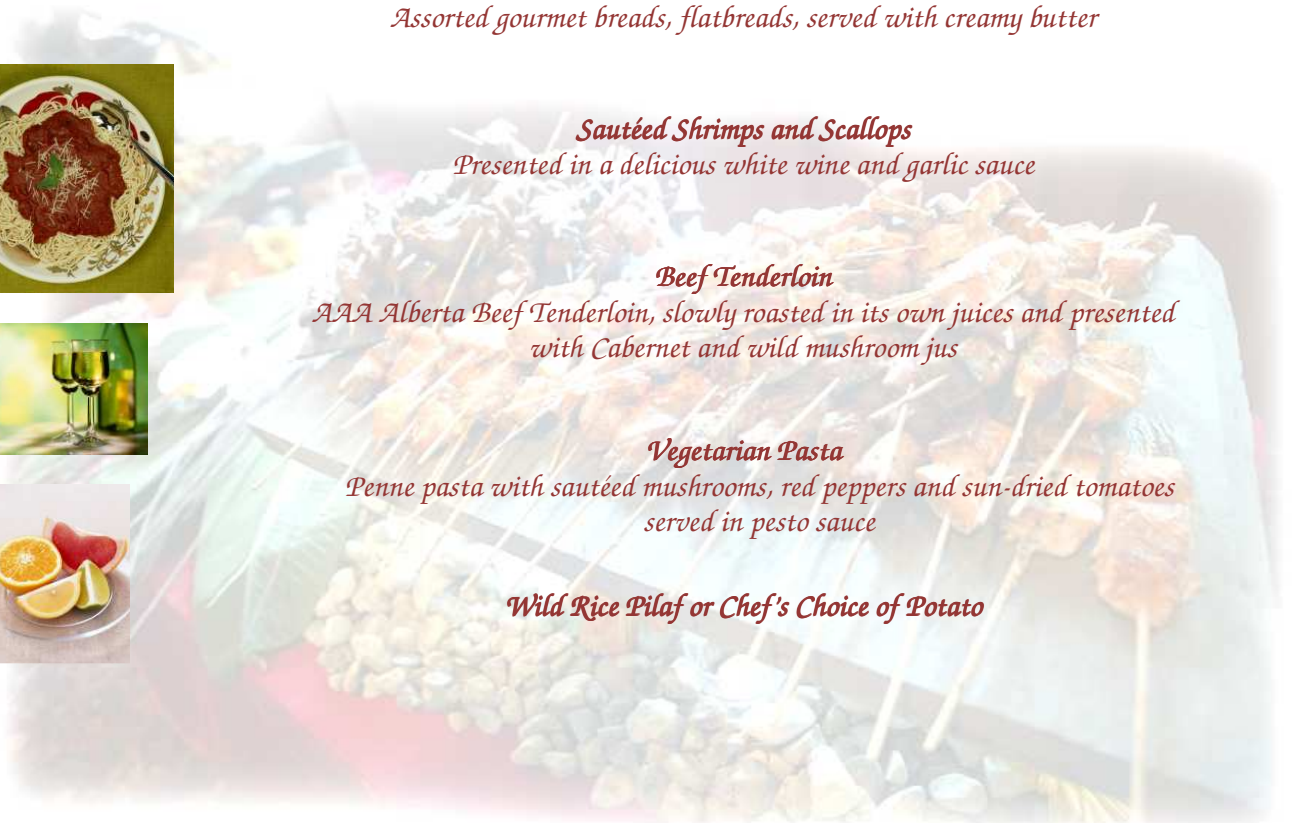 Assorted gourmet breads, flatbreads, served with creamy butter
Sautéed Shrimps and Scallops
Presented in a delicious white wine and garlic sauce
Beef Tenderloin
AAA Alberta Beef Tenderloin, slowly roasted in its own juices and presented
with Cabernet and wild mushroom jus
Vegetarian Pasta
Penne pasta with sautéed mushrooms, red peppers and sun-dried tomatoes
served in pesto sauce
Wild Rice Pilaf or Chef's Choice of Potato